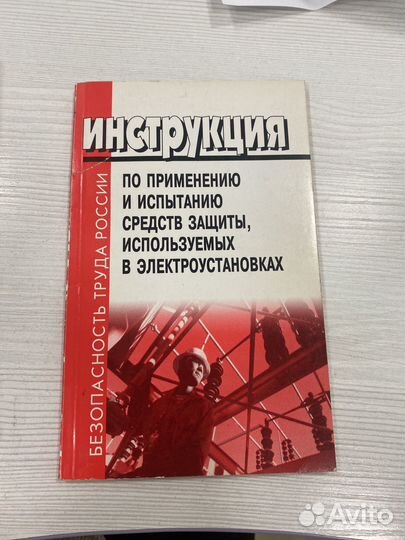 ИНСТРУКЦИЯ
ПО ПРИМЕНЕНИЮ
И ИСПЫТАНИЮ
СРЕДСТВ ЗАЩИТЫ,
ИСПОЛЬЗУЕМЫХ
В ЭЛЕКТРОУСТАНОВКАХ
БЕЗОПАСНОСТЬ ТРУДА РОССИИ
Avito